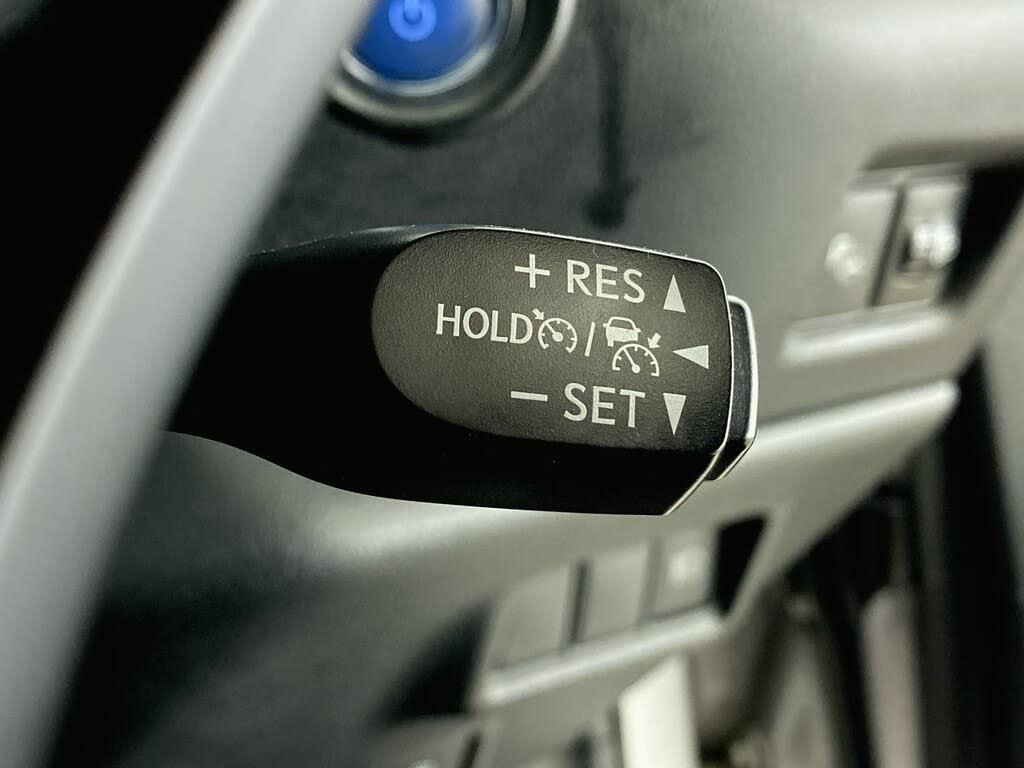 + RES
HOLD /
− SET